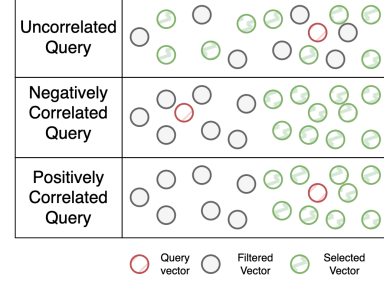 Uncorrelated
Query
Negatively
Correlated
Query
Positively
Correlated
Query
Query
vector
Filtered
Vector
Selected
Vector